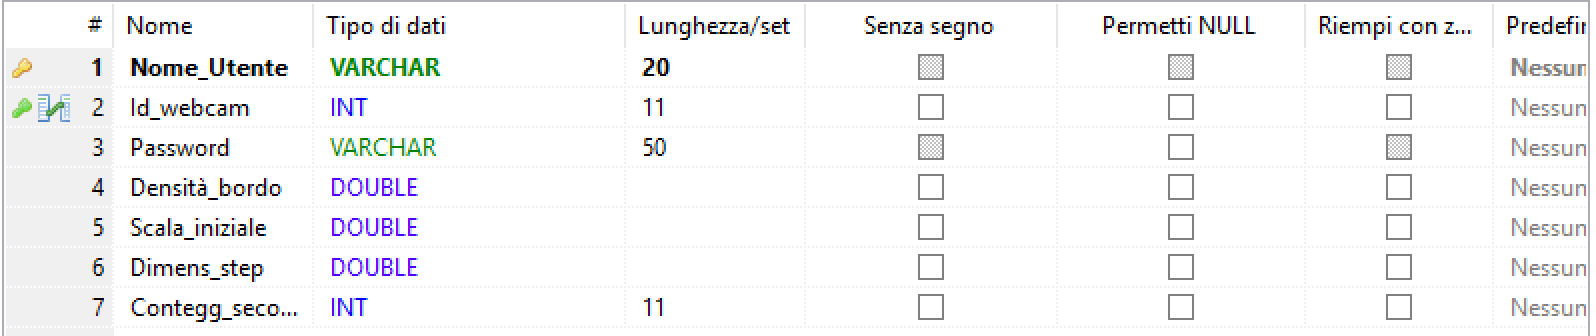 # Nome Tipo di dati Lunghezza/set Senza segno Permetti NULL Riempi con z... Predefin
1 Nome_Utente VARCHAR 20 Nessun
2 Id_webcam INT 11 Nessun
3 Password VARCHAR 50 Nessun
4 Densità_bordo DOUBLE Nessun
5 Scala_iniziale DOUBLE Nessun
6 Dimens_step DOUBLE Nessun
7 Contegg_seco... INT 11 Nessun